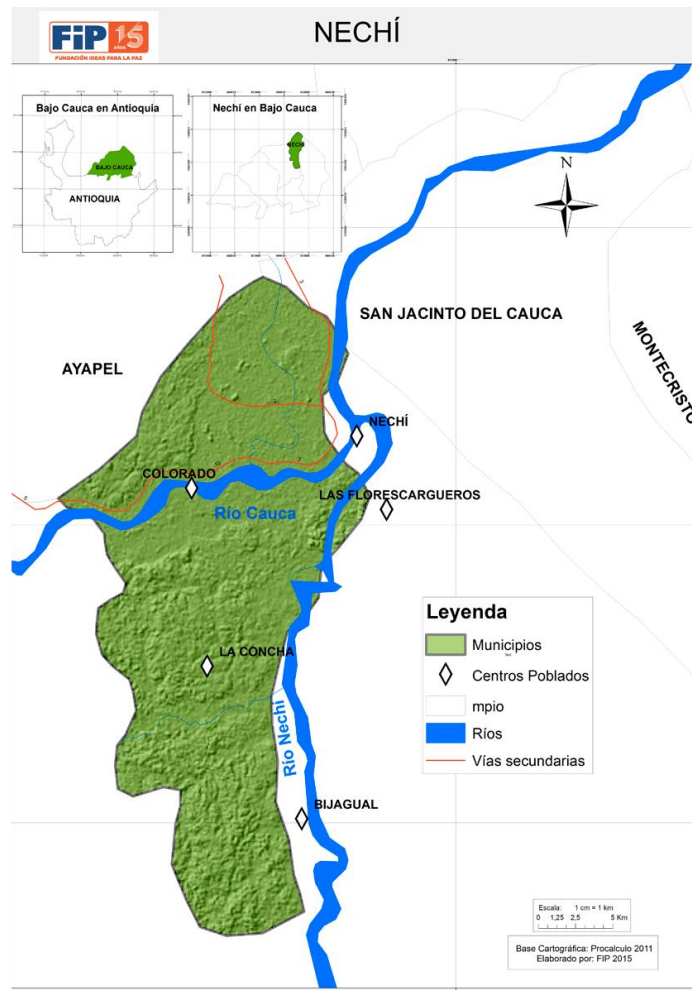 FiP 15
AÑOS
FUNDACIÓN IDEAS PARA LA PAZ
NECHÍ
Bajo Cauca en Antioquia
BAJO CAUCA
ANTIOQUIA
Nechí en Bajo Cauca
NECHÍ
N
SAN JACINTO DEL CAUCA
MONTECRISTO
AYAPEL
NECHÍ
COLORADO
LAS FLORESCARGUEROS
Río Cauca
LA CONCHA
Río Nechí
BIJAGUAL
Leyenda
Municipios
Centros Poblados
mpio
Ríos
Vías secundarias
Escala: 1 cm = 1 km
0 1,25 2,5 5 Km
Base Cartográfica: Procalculo 2011
Elaborado por: FIP 2015